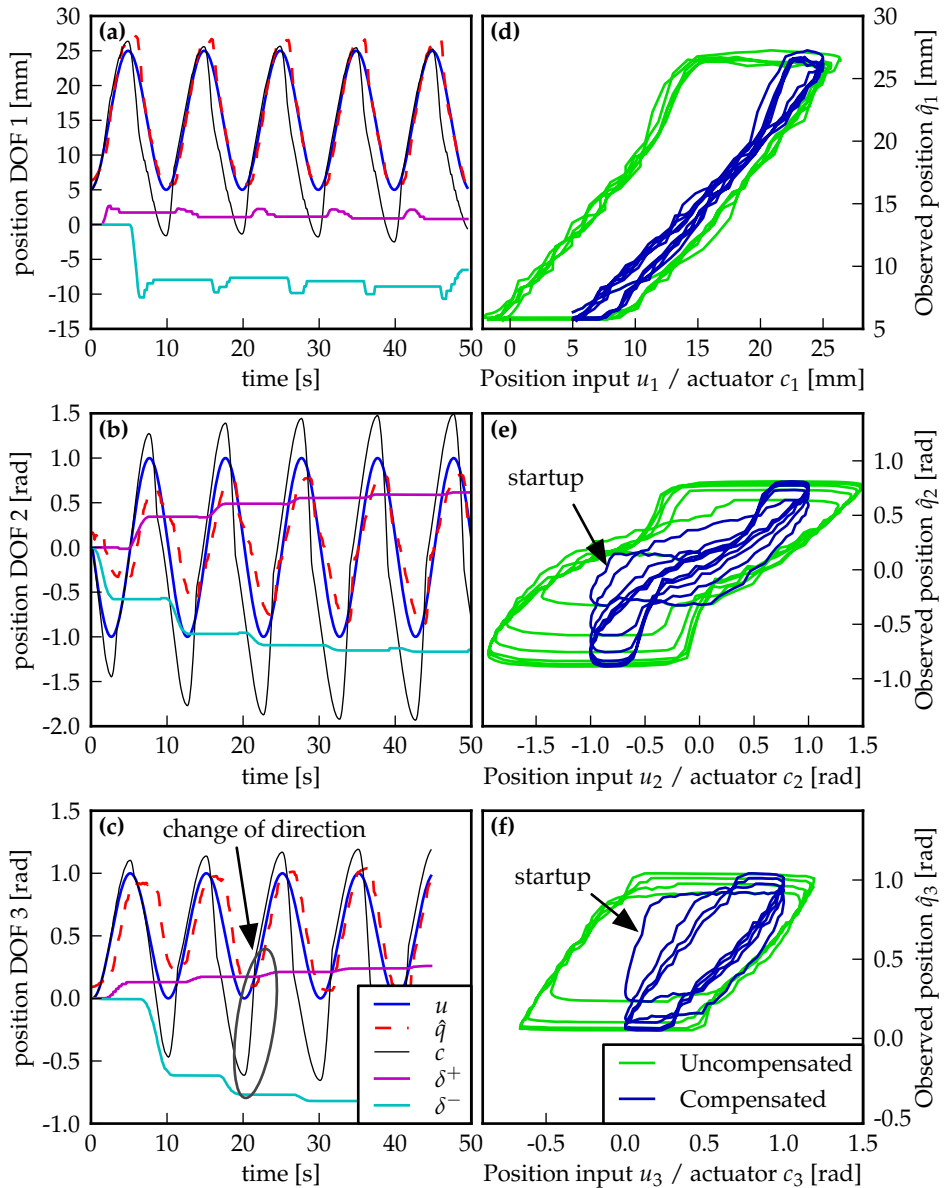 (a)
30
25
20
15
10
5
0
-5
-10
-15
position DOF 1 [mm]
0 10 20 30 40 50
time [s]
(d)
30
25
20
15
10
5
Observed position q̂₁ [mm]
0 5 10 15 20 25
Position input u₁ / actuator c₁ [mm]
(b)
1.5
1.0
0.5
0.0
-0.5
-1.0
-1.5
-2.0
position DOF 2 [rad]
0 10 20 30 40 50
time [s]
(e)
startup
1.0
0.5
0.0
-0.5
-1.0
Observed position q̂₂ [rad]
-1.5 -1.0 -0.5 0.0 0.5 1.0 1.5
Position input u₂ / actuator c₂ [rad]
(c)
change of direction
1.5
1.0
0.5
0.0
-0.5
-1.0
position DOF 3 [rad]
u
q̂
c
δ⁺
δ⁻
0 10 20 30 40 50
time [s]
(f)
startup
1.0
0.5
0.0
-0.5
Observed position q̂₃ [rad]
Uncompensated
Compensated
-0.5 0.0 0.5 1.0 1.5
Position input u₃ / actuator c₃ [rad]